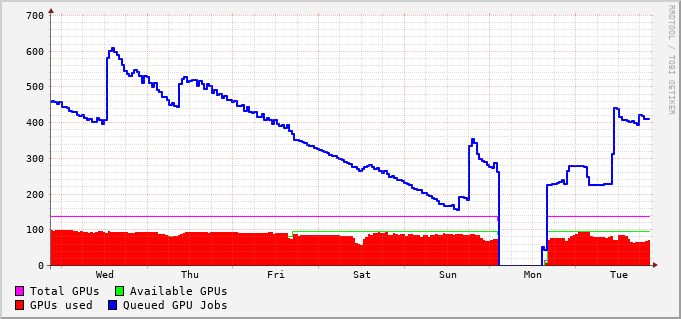 700
600
500
400
300
200
100
0
Wed Thu Fri Sat Sun Mon Tue
Total GPUs Available GPUs
GPUs used Queued GPU Jobs
RRDTOOL / TOBI OETIKER